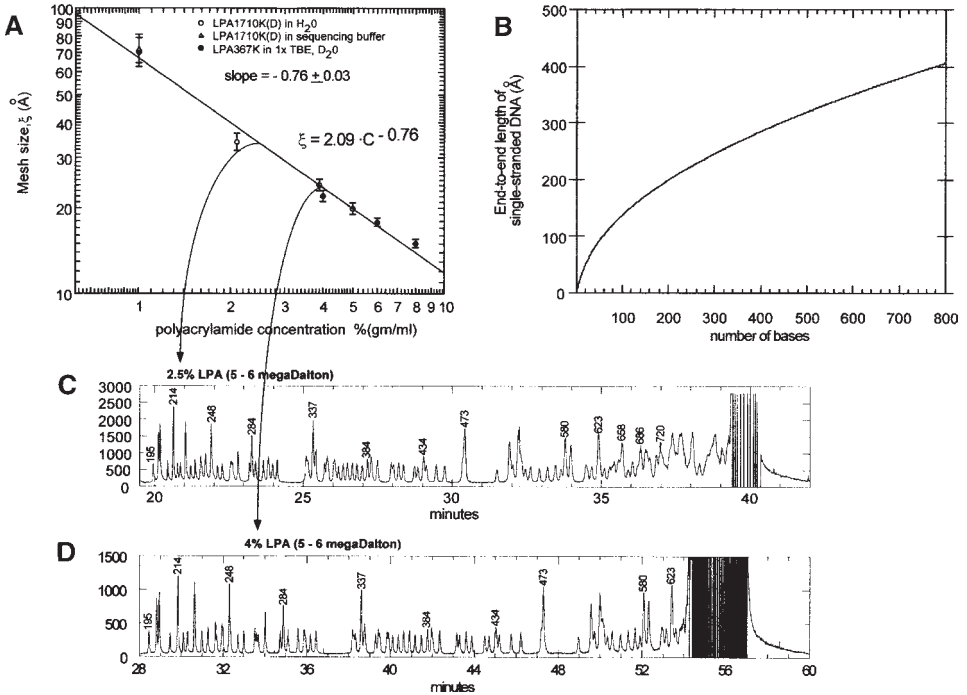 A
100
90
80
70
60
50
40
30
20
10
Mesh size,ξ (Å)
LPA1710K(D) in H20
LPA1710K(D) in sequencing buffer
LPA367K in 1x TBE, D20
slope = - 0.76 ± 0.03
ξ = 2.09 ·C - 0.76
1 2 3 4 5 6 7 8 9 10
polyacrylamide concentration %(gm/ml)
B
500
400
300
200
100
0
End-to-end length of
single-stranded DNA (Å)
100 200 300 400 500 600 700 800
number of bases
C
2.5% LPA (5 - 6 megaDalton)
3000
2500
2000
1500
1000
500
0
195 214 248 284 337 384 434 473 580 623 658 686 720
20 25 30 35 40
minutes
D
4% LPA (5 - 6 megaDalton)
1500
1000
500
0
195 214 248 284 337 384 434 473 580 623
28 32 36 40 44 48 52 56 60
minutes